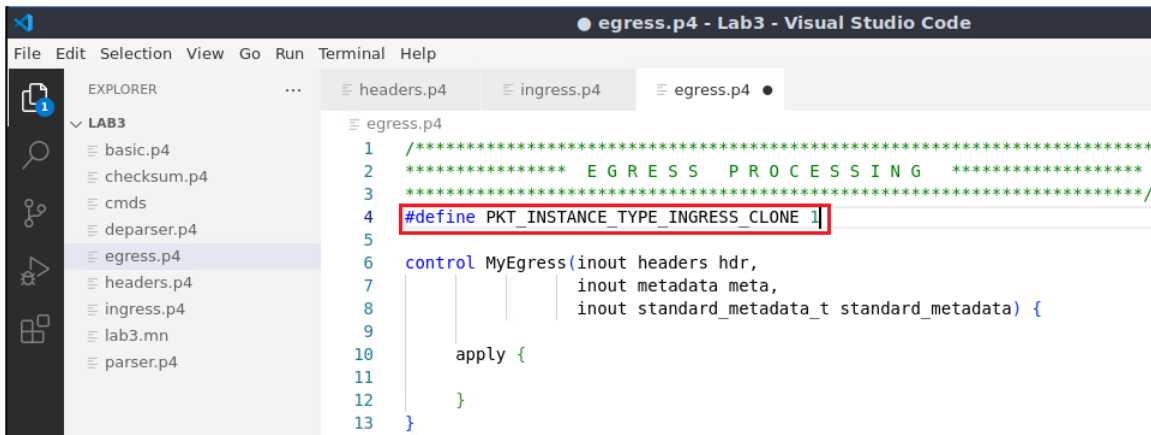 ● egress.p4 - Lab3 - Visual Studio Code
File Edit Selection View Go Run Terminal Help
EXPLORER ...
headers.p4 ingress.p4 egress.p4 ●
1
LAB3
basic.p4
checksum.p4
cmds
deparser.p4
egress.p4
headers.p4
ingress.p4
lab3.mn
parser.p4
egress.p4
1 /*************************************************************************
2 **************** E G R E S S P R O C E S S I N G *******************
3 *************************************************************************/
4 #define PKT_INSTANCE_TYPE_INGRESS_CLONE 1
5
6 control MyEgress(inout headers hdr,
7 inout metadata meta,
8 inout standard_metadata_t standard_metadata) {
9
10 apply {
11
12 }
13 }